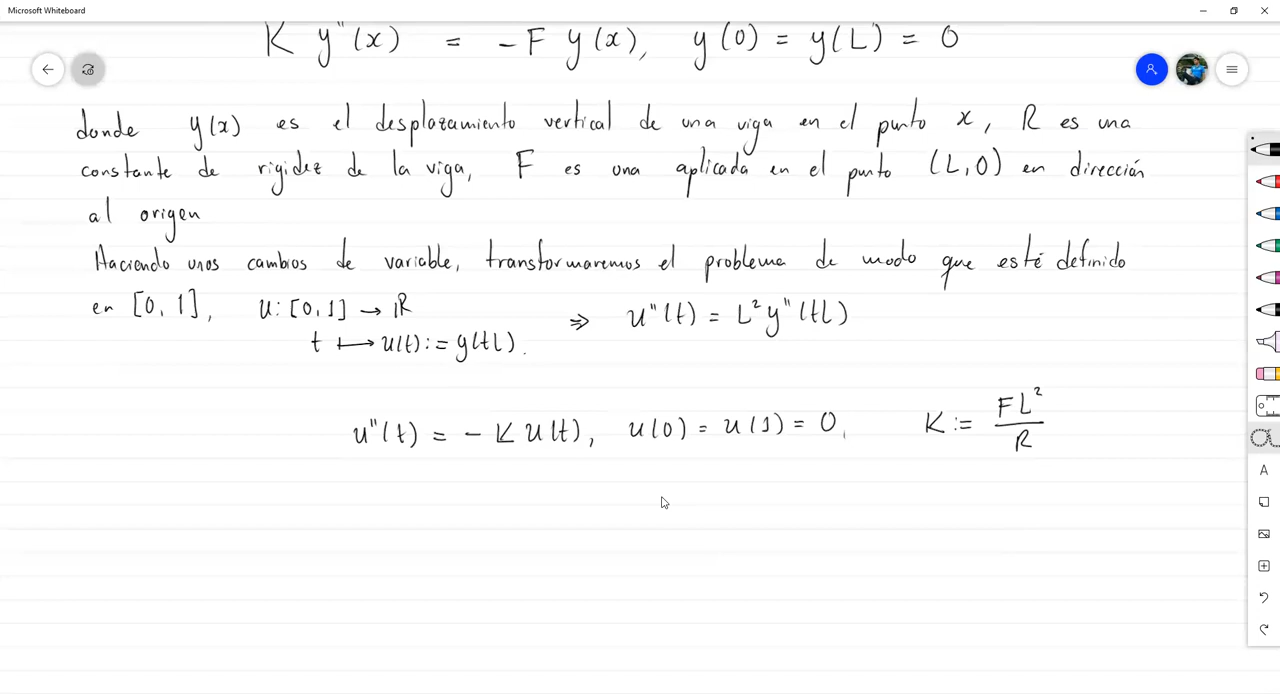 Microsoft Whiteboard
K y''(x) = -F y(x), y(0) = y(L) = 0
donde y(x) es el desplazamiento vertical de una viga en el punto x, R es una
constante de rigidez de la viga, F es una aplicada en el punto (L,0) en dirección
al origen
Haciendo unos cambios de variable, transformaremos el problema de modo que esté definido
en [0,1], u: [0,1] → ℝ ⇒ u''(t) = L² y''(tL)
t ↦ u(t) := y(tL).
u''(t) = - K u(t), u(0) = u(1) = 0, K := FL²/R
A